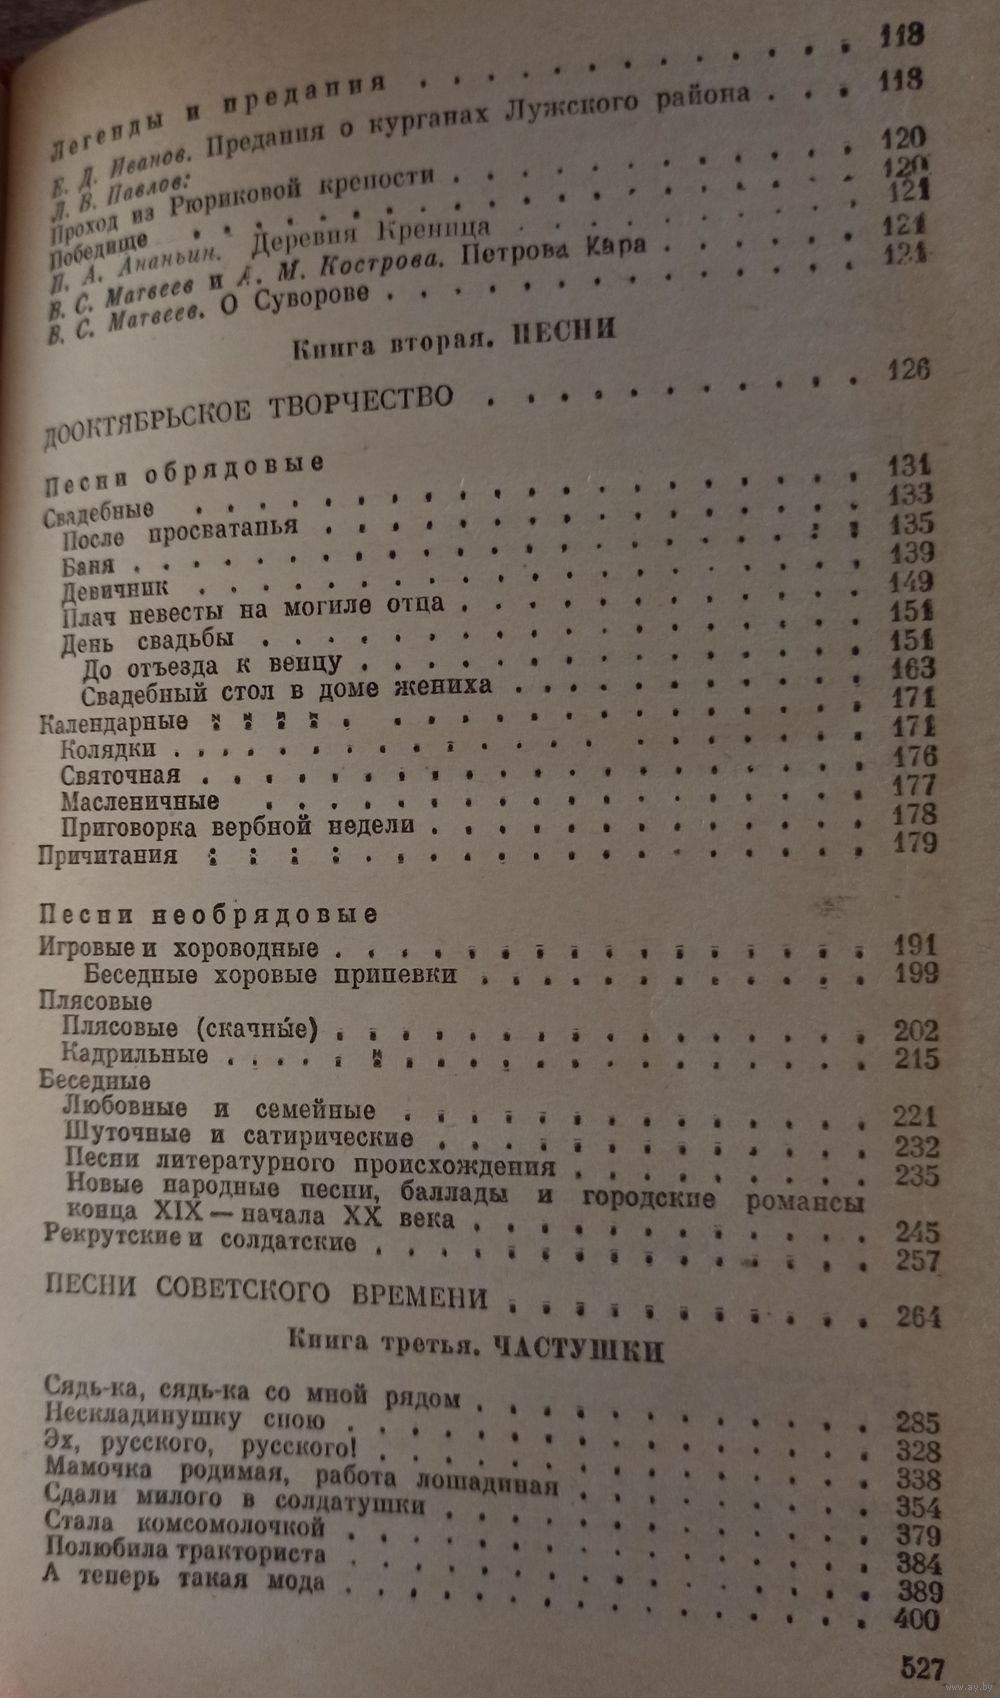 Легенды и предания . . . . . . . . . . . . . 118
Е. Д. Иванов. Предания о курганах Лужского района . . . 118
Л. В. Павлов:
Проход из Рюриковой крепости . . . . . . . . . . . . 120
Победище . . . . . . . . . . . . . . . . . . 120
П. А. Ананьин. Деревня Креница . . . . . . . . . . 121
В. С. Матвеев и А. М. Кострова. Петрова Кара . . . . . . 121
В. С. Матвеев. О Суворове . . . . . . . . . . . . . 121
Книга вторая. ПЕСНИ
ДООКТЯБРЬСКОЕ ТВОРЧЕСТВО . . . . . . . . . . . 126
Песни обрядовые
Свадебные . . . . . . . . . . . . . . . . . . 131
После просватанья . . . . . . . . . . . . . . . 133
Баня . . . . . . . . . . . . . . . . . . . . 135
Девичник . . . . . . . . . . . . . . . . . . 139
Плач невесты на могиле отца . . . . . . . . . . . . 149
День свадьбы . . . . . . . . . . . . . . . . . 151
До отъезда к венцу . . . . . . . . . . . . . . 151
Свадебный стол в доме жениха . . . . . . . . . . 163
Календарные . . . . . . . . . . . . . . . . . 171
Колядки . . . . . . . . . . . . . . . . . . . 171
Святочная . . . . . . . . . . . . . . . . . . 176
Масленичные . . . . . . . . . . . . . . . . . 177
Приговорка вербной недели . . . . . . . . . . . . 178
Причитания . . . . . . . . . . . . . . . . . . 179
Песни необрядовые
Игровые и хороводные . . . . . . . . . . . . . . . 191
Беседные хоровые припевки . . . . . . . . . . . 199
Плясовые
Плясовые (скачны́е) . . . . . . . . . . . . . . . 202
Кадрильные . . . . . . . . . . . . . . . . . . 215
Беседные
Любовные и семейные . . . . . . . . . . . . . 221
Шуточные и сатирические . . . . . . . . . . . . 232
Песни литературного происхождения . . . . . . . . 235
Новые народные песни, баллады и городские романсы
конца XIX — начала XX века . . . . . . . . . . . 245
Рекрутские и солдатские . . . . . . . . . . . . . . 257
ПЕСНИ СОВЕТСКОГО ВРЕМЕНИ . . . . . . . . . . . 264
Книга третья. ЧАСТУШКИ
Сядь-ка, сядь-ка со мной рядом . . . . . . . . . . . 285
Нескладинушку спою . . . . . . . . . . . . . . . 328
Эх, русского, русского! . . . . . . . . . . . . . . 338
Мамочка родимая, работа лошадиная . . . . . . . . . 354
Сдали милого в солдатушки . . . . . . . . . . . . 379
Стала комсомолочкой . . . . . . . . . . . . . . . 384
Полюбила тракториста . . . . . . . . . . . . . . . 389
А теперь такая мода . . . . . . . . . . . . . . . 400
527
www.ay.by